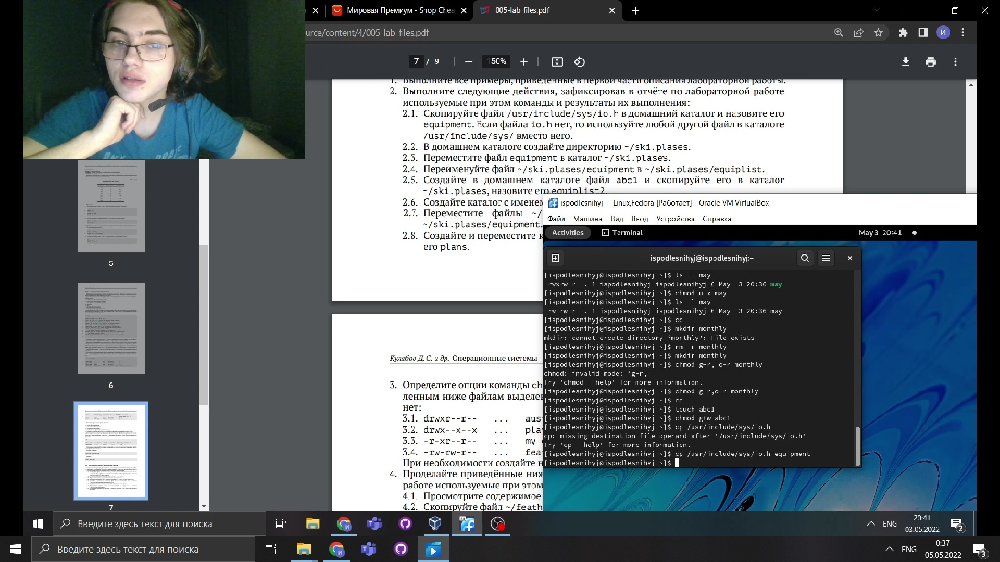 Мировая Премиум - Shop Chea
005-lab_files.pdf
urce/content/4/005-lab_files.pdf
И
7 / 9
150%
1. Выполните все примеры, приведённые в первой части описания лабораторной работы.
2. Выполните следующие действия, зафиксировав в отчёте по лабораторной работе
используемые при этом команды и результаты их выполнения:
2.1. Скопируйте файл /usr/include/sys/io.h в домашний каталог и назовите его
equipment. Если файла io.h нет, то используйте любой другой файл в каталоге
/usr/include/sys/ вместо него.
2.2. В домашнем каталоге создайте директорию ~/ski.plases.
2.3. Переместите файл equipment в каталог ~/ski.plases.
2.4. Переименуйте файл ~/ski.plases/equipment в ~/ski.plases/equiplist.
2.5. Создайте в домашнем каталоге файл abc1 и скопируйте его в каталог
~/ski.plases, назовите его equiplist2.
2.6. Создайте каталог с именем
2.7. Переместите файлы ~/
~/ski.plases/equipment.
2.8. Создайте и переместите к
его plans.
Кулябов Д. С. и др. Операционные системы
3. Определите опции команды ch
ленным ниже файлам выделен
нет:
3.1. drwxr--r-- ... aust
3.2. drwx--x--x ... pla
3.3. -r-xr--r-- ... my_
3.4. -rw-rw-r-- ... fea
При необходимости создайте н
4. Проделайте приведённые ниж
работе используемые при этом
4.1. Просмотрите содержимое
4.2. Скопируйте файл ~/feath
5
6
7
ispodlesnihyj -- Linux,Fedora [Работает] - Oracle VM VirtualBox
Файл Машина Вид Ввод Устройства Справка
Activities Terminal May 3 20:41
ispodlesnihyj@ispodlesnihyj:~
[ispodlesnihyj@ispodlesnihyj ~]$ ls -l may
rwxrw r . 1 ispodlesnihyj ispodlesnihyj 0 May 3 20:36 may
[ispodlesnihyj@ispodlesnihyj ~]$ chmod u-x may
[ispodlesnihyj@ispodlesnihyj ~]$ ls -l may
-rw-rw-r--. 1 ispodlesnihyj ispodlesnihyj 0 May 3 20:36 may
[ispodlesnihyj@ispodlesnihyj ~]$ cd
[ispodlesnihyj@ispodlesnihyj ~]$ mkdir monthly
mkdir: cannot create directory ‘monthly’: File exists
[ispodlesnihyj@ispodlesnihyj ~]$ rm -r monthly
[ispodlesnihyj@ispodlesnihyj ~]$ mkdir monthly
[ispodlesnihyj@ispodlesnihyj ~]$ chmod g-r, o-r monthly
chmod: invalid mode: ‘g-r,’
Try 'chmod --help' for more information.
[ispodlesnihyj@ispodlesnihyj ~]$ chmod g r,o r monthly
[ispodlesnihyj@ispodlesnihyj ~]$ cd
[ispodlesnihyj@ispodlesnihyj ~]$ touch abc1
[ispodlesnihyj@ispodlesnihyj ~]$ chmod g+w abc1
[ispodlesnihyj@ispodlesnihyj ~]$ cp /usr/include/sys/io.h
cp: missing destination file operand after '/usr/include/sys/io.h'
Try 'cp help' for more information.
[ispodlesnihyj@ispodlesnihyj ~]$ cp /usr/include/sys/io.h equipment
[ispodlesnihyj@ispodlesnihyj ~]$
Введите здесь текст для поиска
64
ENG
20:41
03.05.2022
2
Введите здесь текст для поиска
ENG
0:37
05.05.2022
3